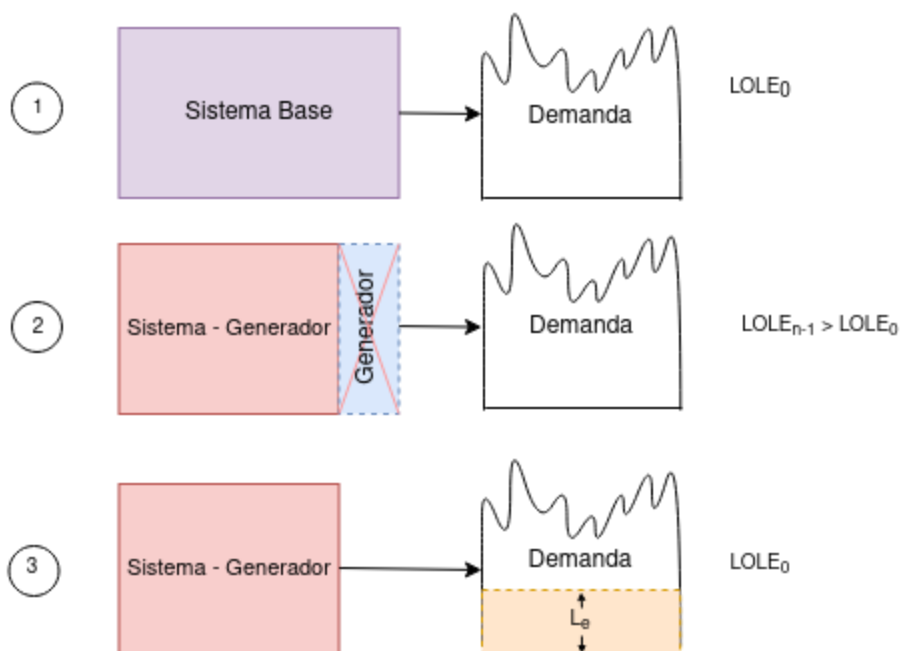 1
Sistema Base
Demanda
LOLE0
2
Sistema - Generador
Generador
Demanda
LOLEn-1 > LOLE0
3
Sistema - Generador
Demanda
LOLE0
Le